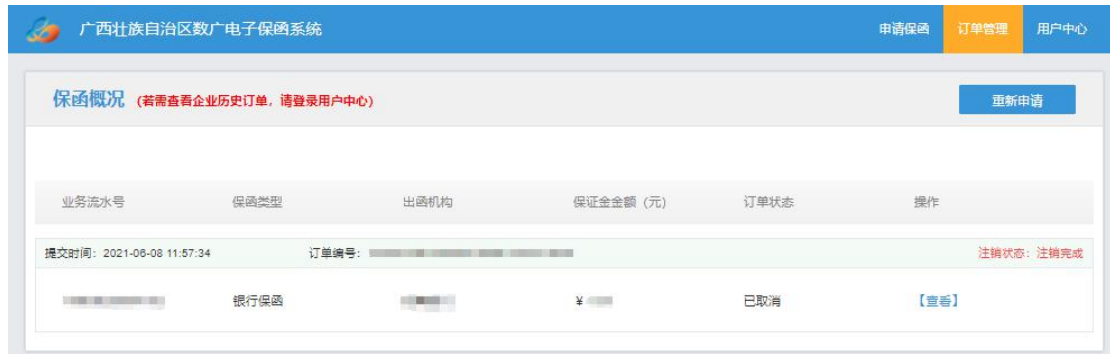 广西壮族自治区数广电子保函系统 申请保函 订单管理 用户中心
保函概况 (若需查看企业历史订单，请登录用户中心) 重新申请
业务流水号 保函类型 出函机构 保证金金额（元） 订单状态 操作
提交时间：2021-06-08 11:57:34 订单编号： 注销状态：注销完成
银行保函 ¥ 已取消 【查看】